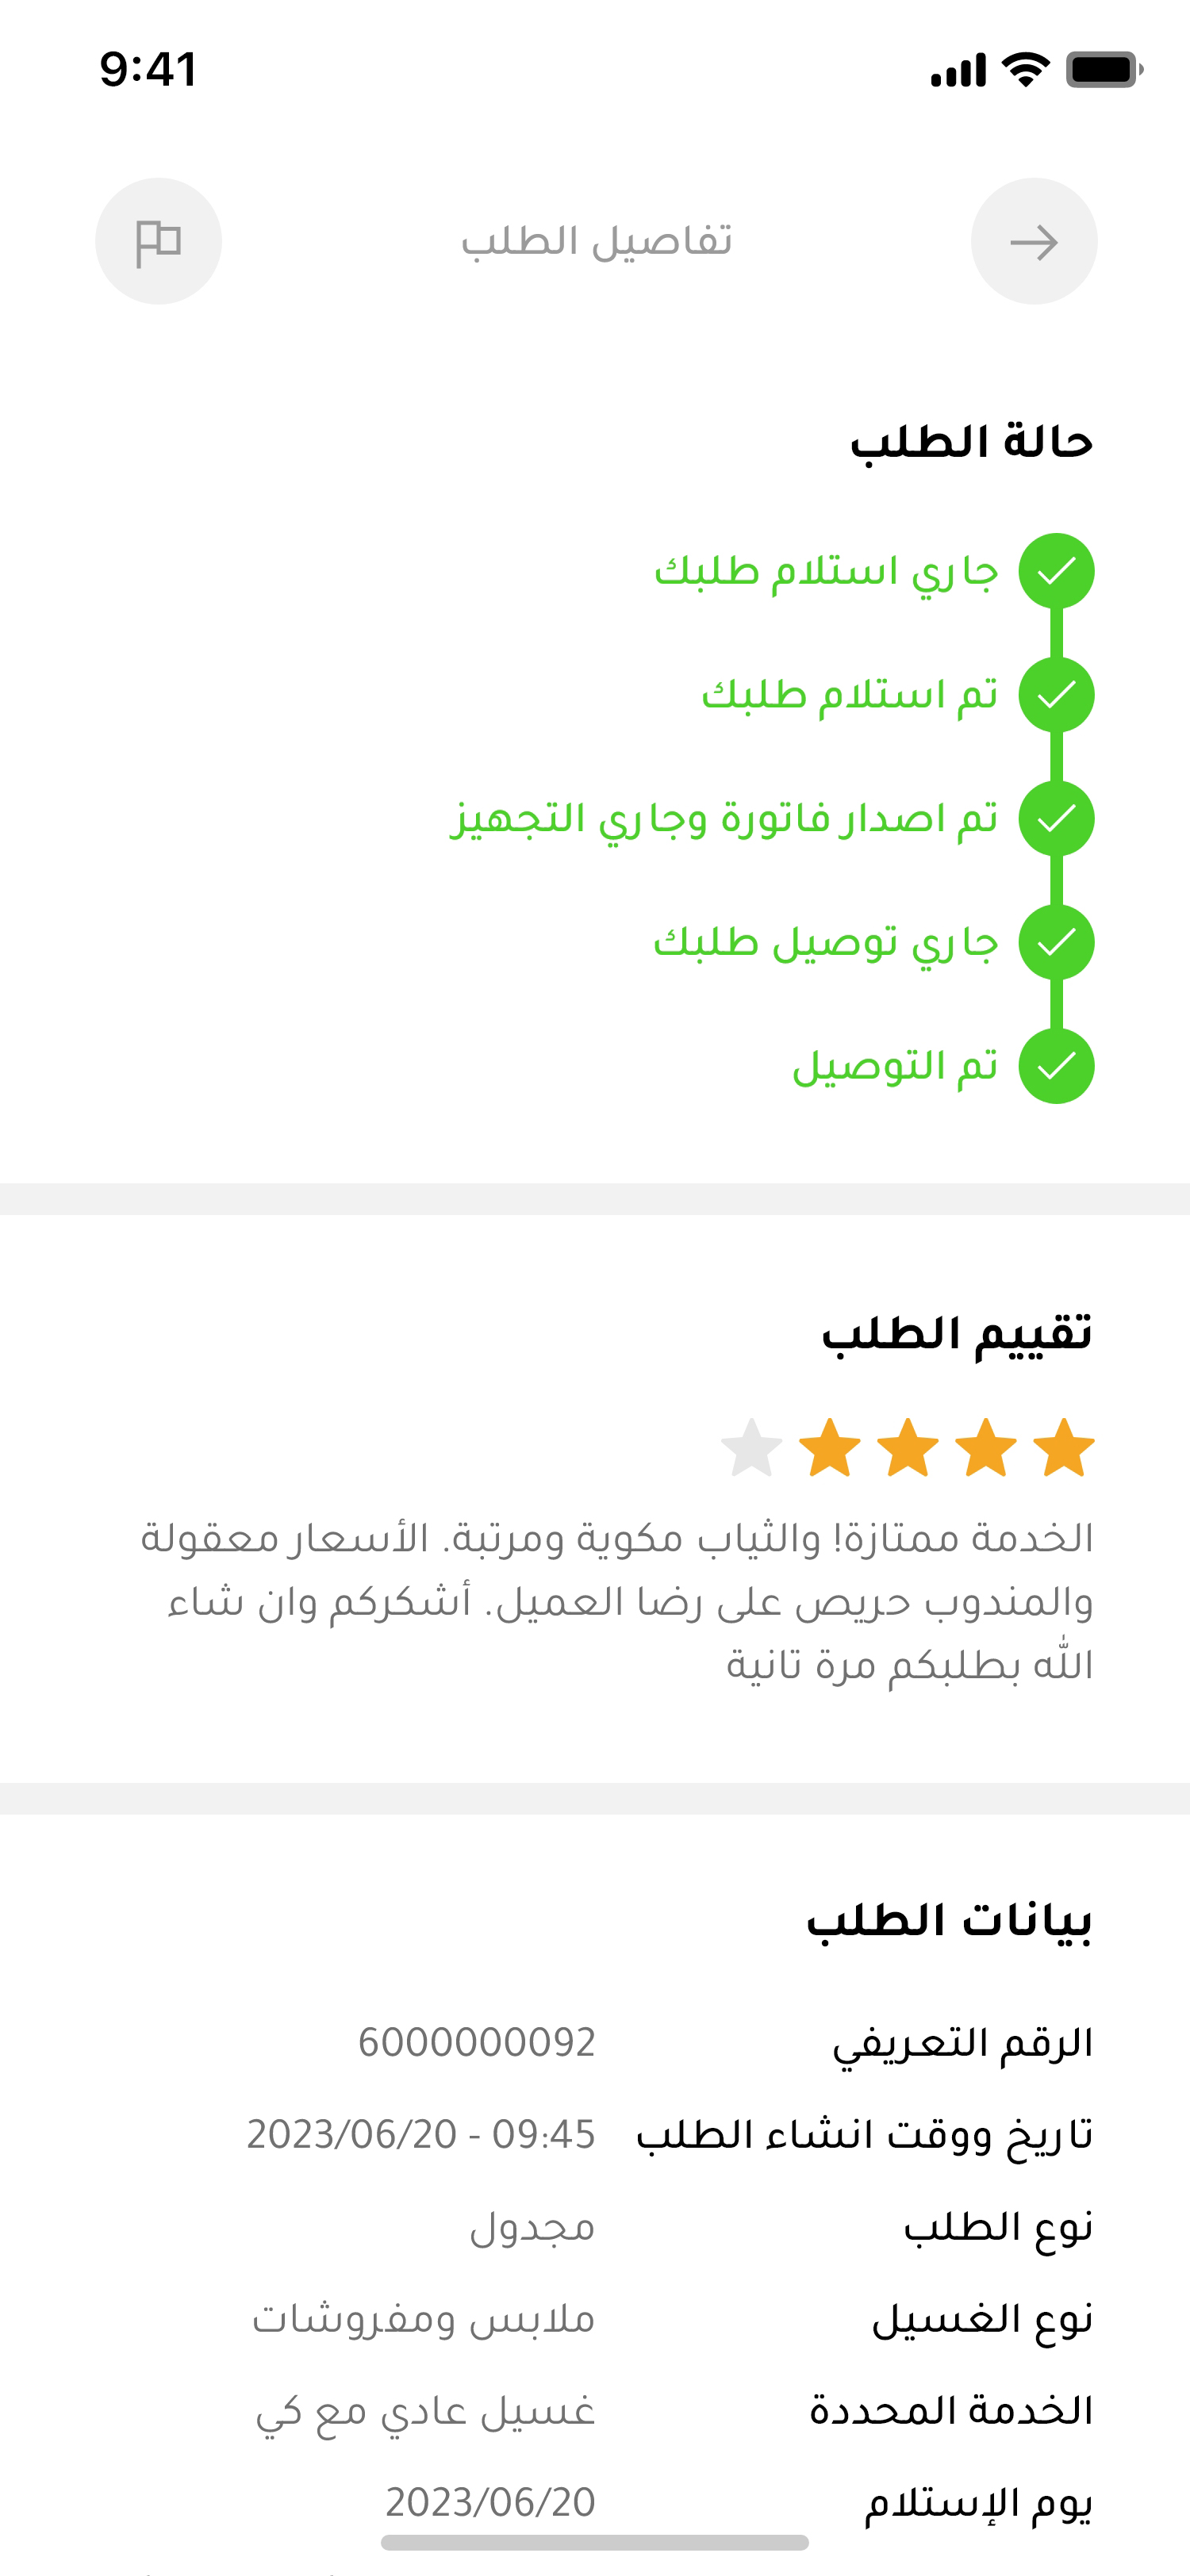 9:41
تفاصيل الطلب
حالة الطلب
جاري استلام طلبك
تم استلام طلبك
تم اصدار فاتورة وجاري التجهيز
جاري توصيل طلبك
تم التوصيل
تقييم الطلب
الخدمة ممتازة! والثياب مكوية ومرتبة. الأسعار معقولة
والمندوب حريص على رضا العميل. أشكركم وان شاء
الله بطلبكم مرة تانية
بيانات الطلب
الرقم التعريفي 6000000092
تاريخ ووقت انشاء الطلب 2023/06/20 - 09:45
نوع الطلب مجدول
نوع الغسيل ملابس ومفروشات
الخدمة المحددة غسيل عادي مع كي
يوم الإستلام 2023/06/20